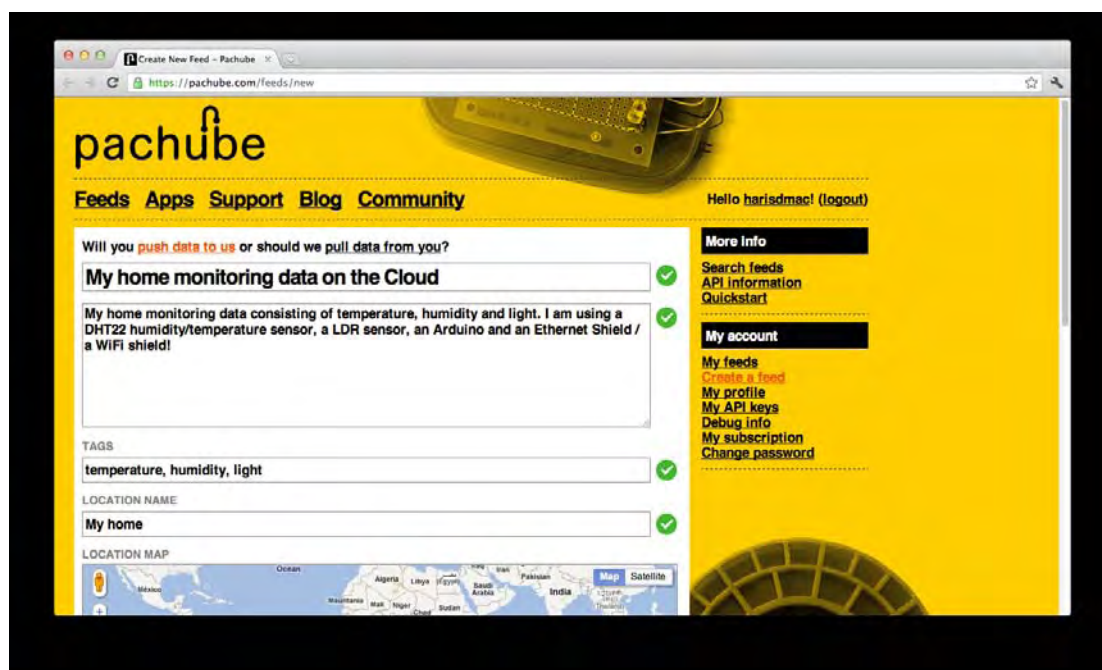 Create New Feed - Pachube
https://pachube.com/feeds/new
pachube
Feeds Apps Support Blog Community
Hello harisdmac! (logout)
Will you push data to us or should we pull data from you?
My home monitoring data on the Cloud
My home monitoring data consisting of temperature, humidity and light. I am using a
DHT22 humidity/temperature sensor, a LDR sensor, an Arduino and an Ethernet Shield /
a WiFi shield!
TAGS
temperature, humidity, light
LOCATION NAME
My home
LOCATION MAP
More Info
Search feeds
API information
Quickstart
My account
My feeds
Create a feed
My profile
My API keys
Debug info
My subscription
Change password
Map Satellite
Ocean
México
Algeria Libya Egypt Saudi Arabia
Iran Pakistan India
Mauritania Mali Niger Chad Sudan
Thailand